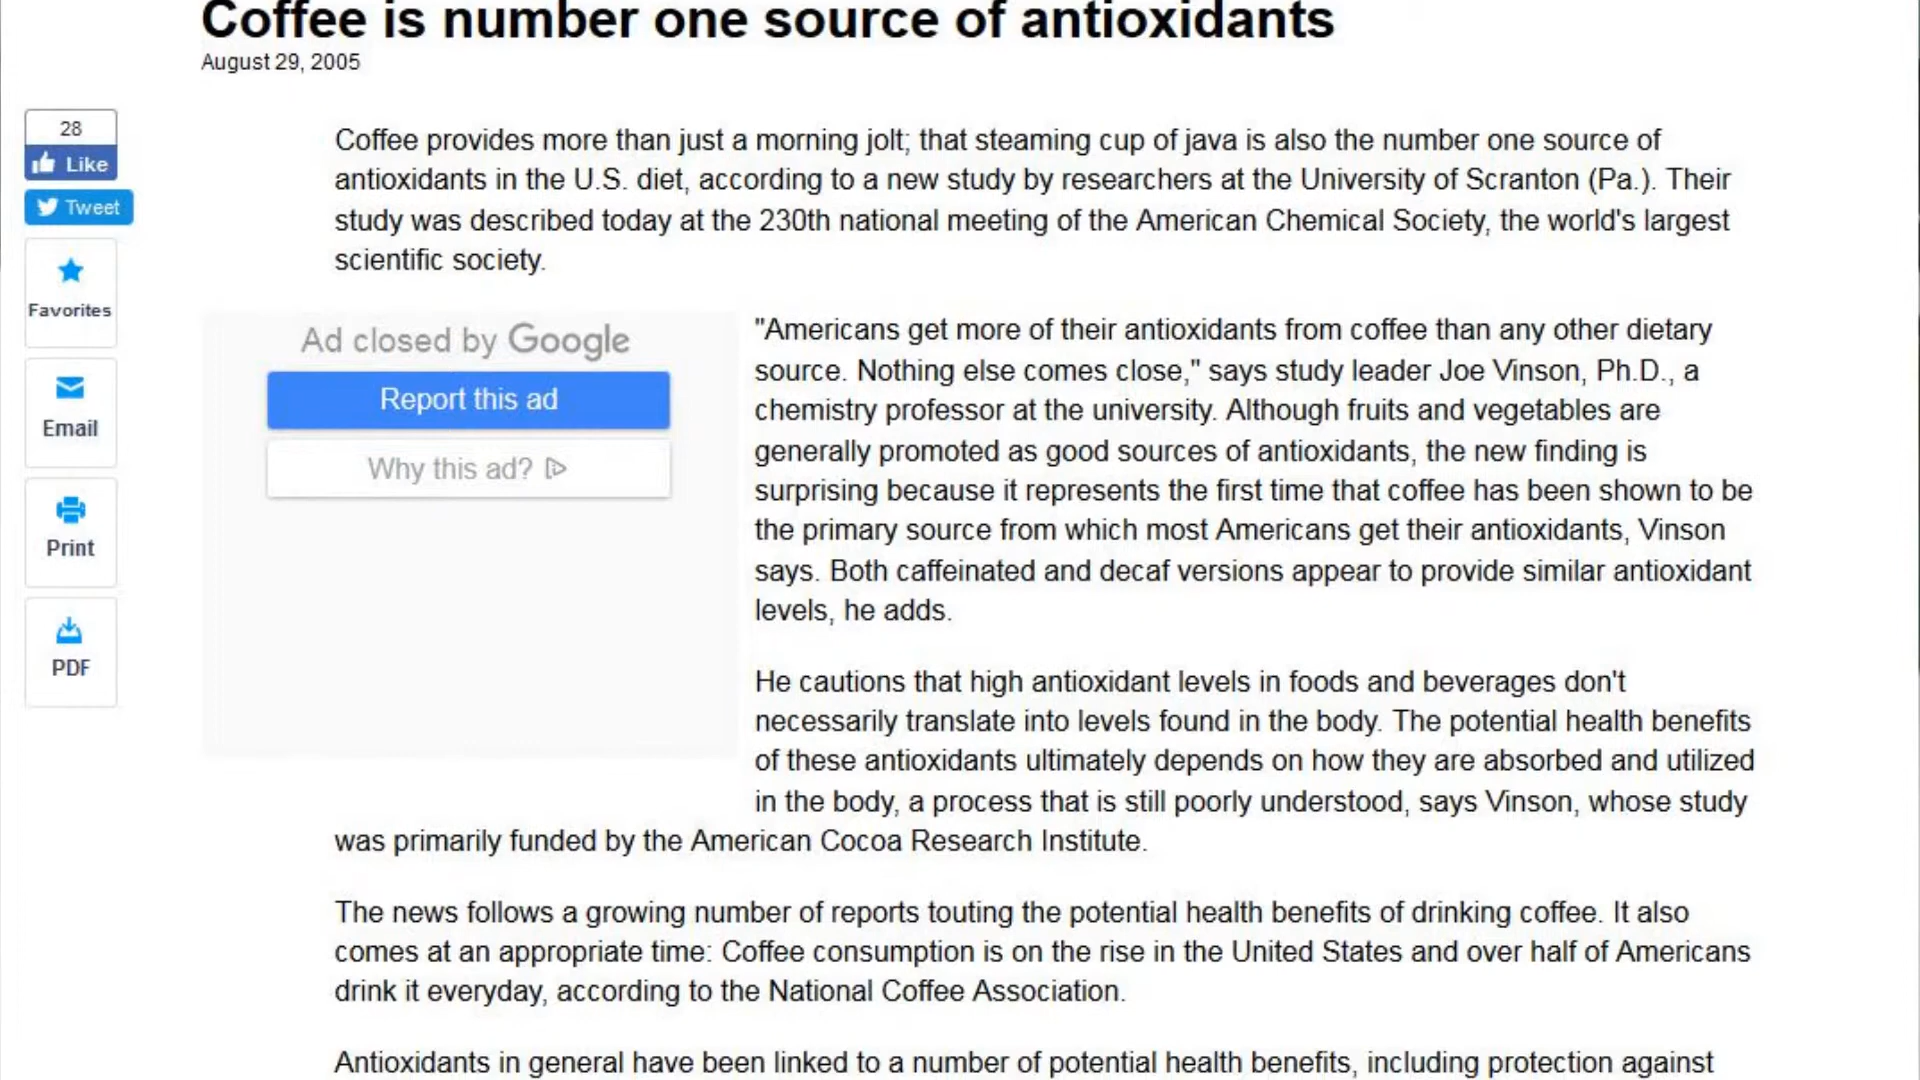 Coffee is number one source of antioxidants
August 29, 2005
28
Like
Tweet
Favorites
Email
Print
PDF
Coffee provides more than just a morning jolt; that steaming cup of java is also the number one source of
antioxidants in the U.S. diet, according to a new study by researchers at the University of Scranton (Pa.). Their
study was described today at the 230th national meeting of the American Chemical Society, the world's largest
scientific society.
Ad closed by Google
Report this ad
Why this ad?
"Americans get more of their antioxidants from coffee than any other dietary
source. Nothing else comes close," says study leader Joe Vinson, Ph.D., a
chemistry professor at the university. Although fruits and vegetables are
generally promoted as good sources of antioxidants, the new finding is
surprising because it represents the first time that coffee has been shown to be
the primary source from which most Americans get their antioxidants, Vinson
says. Both caffeinated and decaf versions appear to provide similar antioxidant
levels, he adds.
He cautions that high antioxidant levels in foods and beverages don't
necessarily translate into levels found in the body. The potential health benefits
of these antioxidants ultimately depends on how they are absorbed and utilized
in the body, a process that is still poorly understood, says Vinson, whose study
was primarily funded by the American Cocoa Research Institute.
The news follows a growing number of reports touting the potential health benefits of drinking coffee. It also
comes at an appropriate time: Coffee consumption is on the rise in the United States and over half of Americans
drink it everyday, according to the National Coffee Association.
Antioxidants in general have been linked to a number of potential health benefits, including protection against